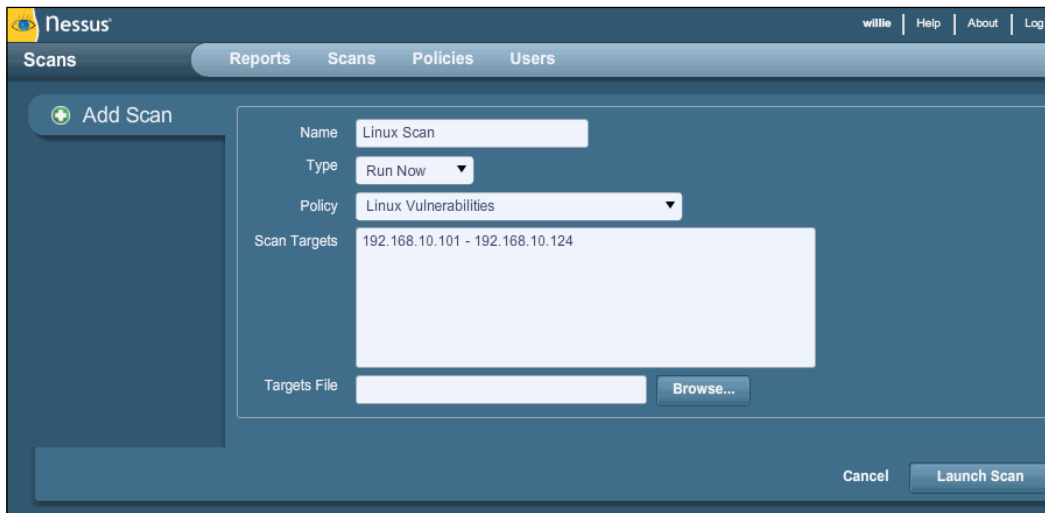 nessus willie Help About Log
Scans Reports Scans Policies Users
Add Scan
Name Linux Scan
Type Run Now
Policy Linux Vulnerabilities
Scan Targets 192.168.10.101 - 192.168.10.124
Targets File Browse...
Cancel Launch Scan